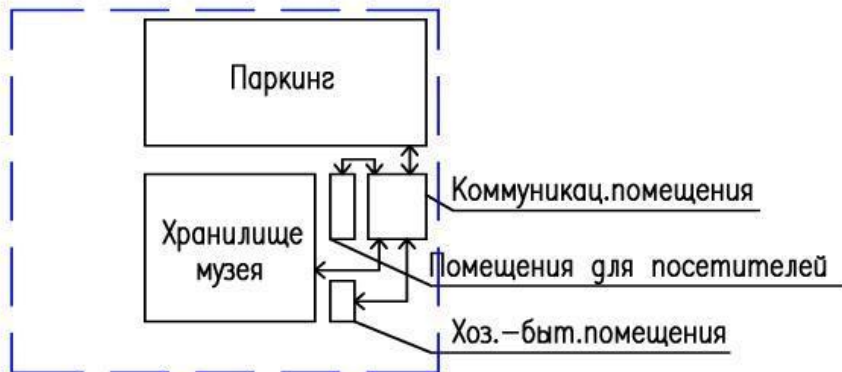 Паркинг
Коммуникац.помещения
Хранилище
музея
Помещения для посетителей
Хоз.-быт.помещения